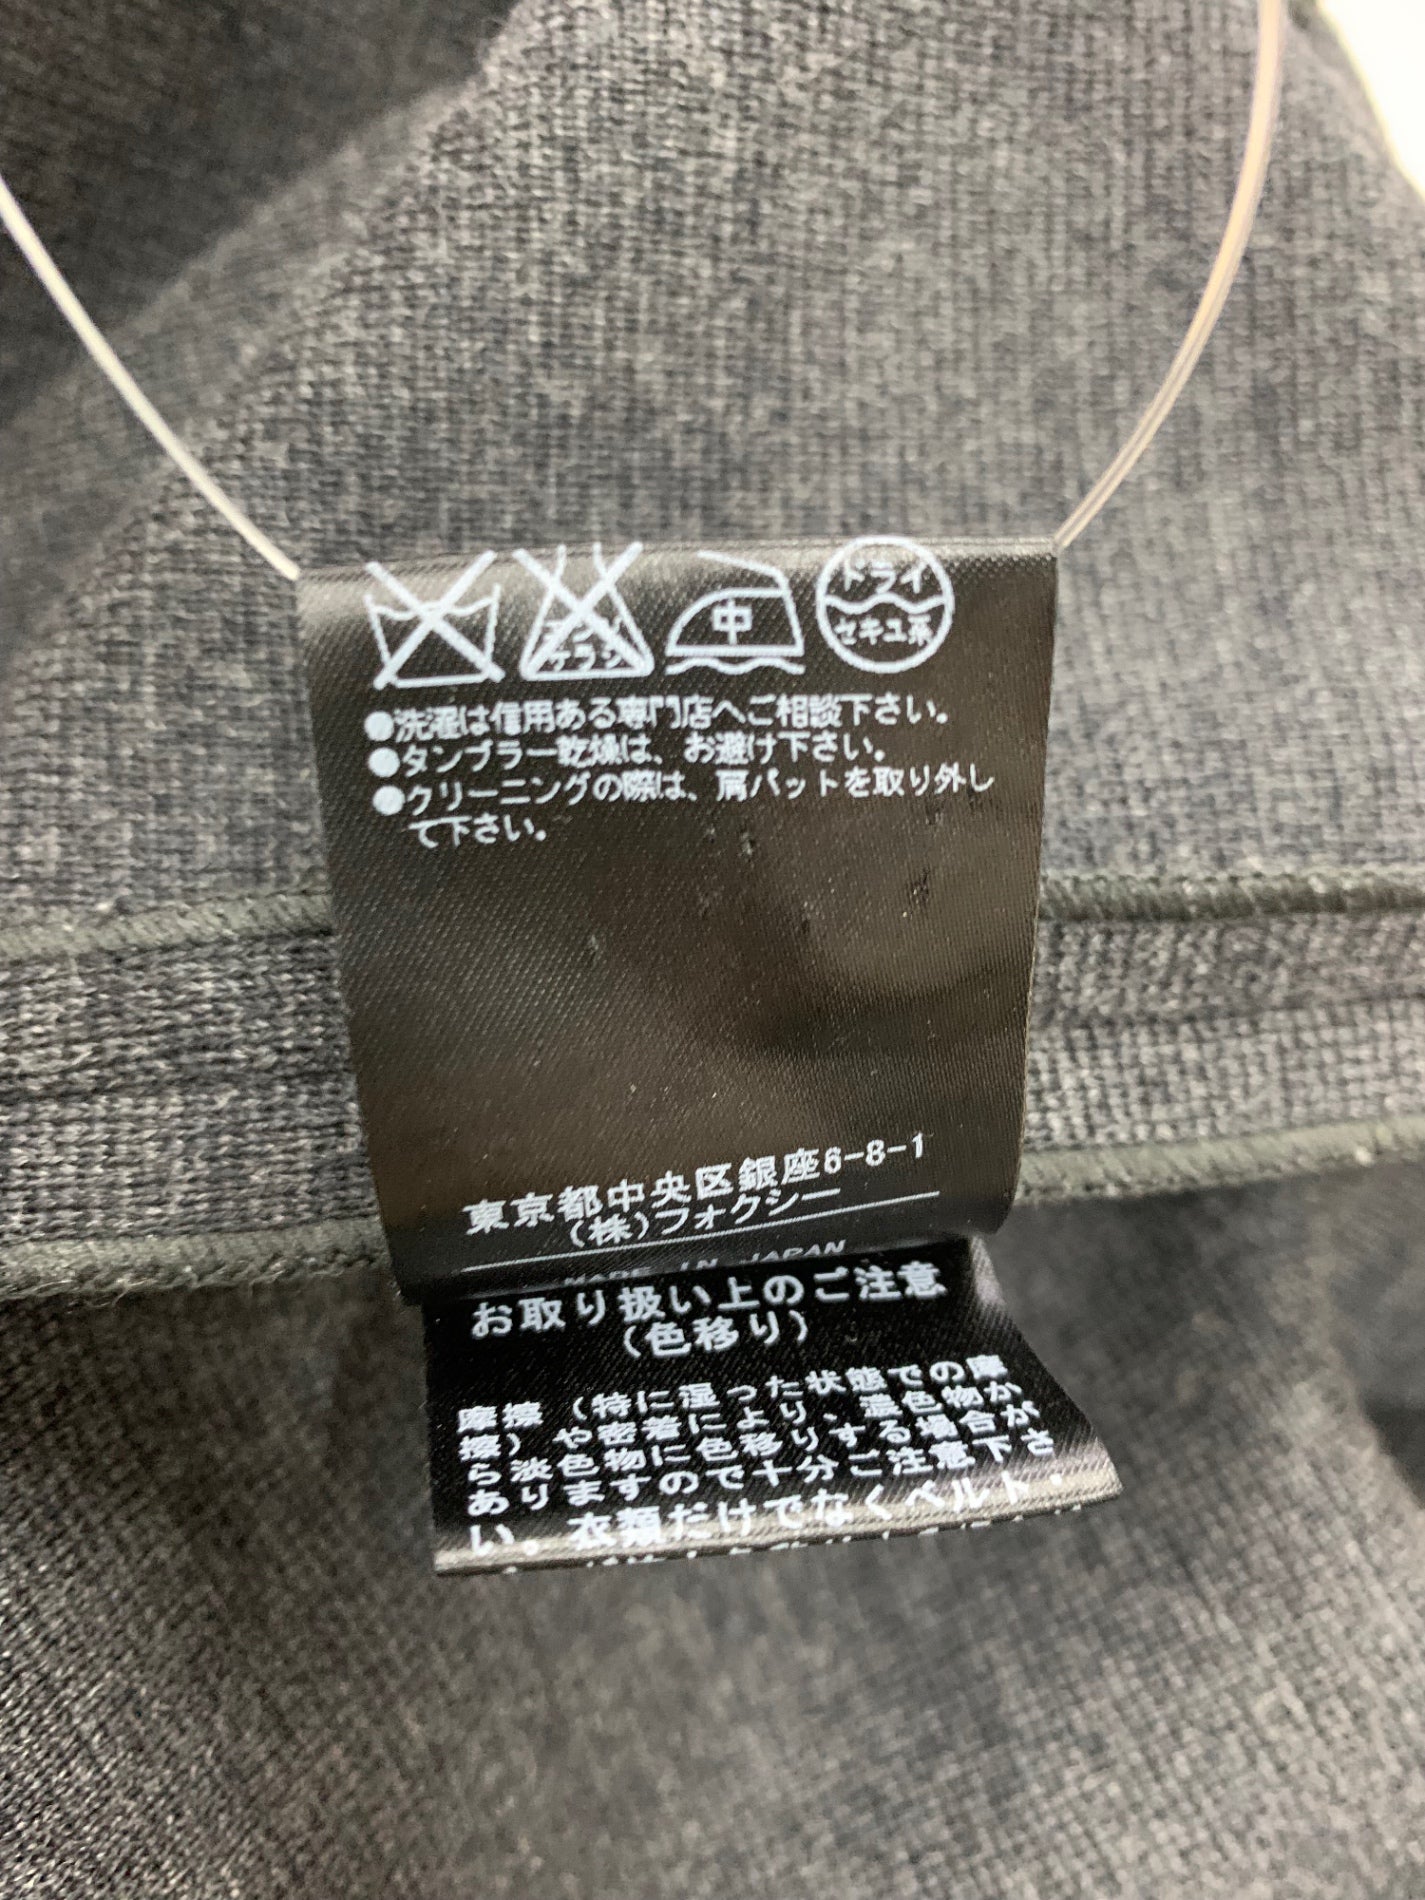 エンソ
サラシ
中
ドライ
セキユ系
●洗濯は信用ある専門店へご相談下さい。
●タンブラー乾燥は、お避け下さい。
●クリーニングの際は、肩パットを取り外し
て下さい。
東京都中央区銀座6-8-1
(株)フォクシー
MADE IN JAPAN
お取り扱い上のご注意
(色移り)
摩擦(特に湿った状態での摩
擦)や密着により、濃色物か
ら淡色物に色移りする場合が
ありますので十分ご注意下さ
い。衣類だけでなくベルト・